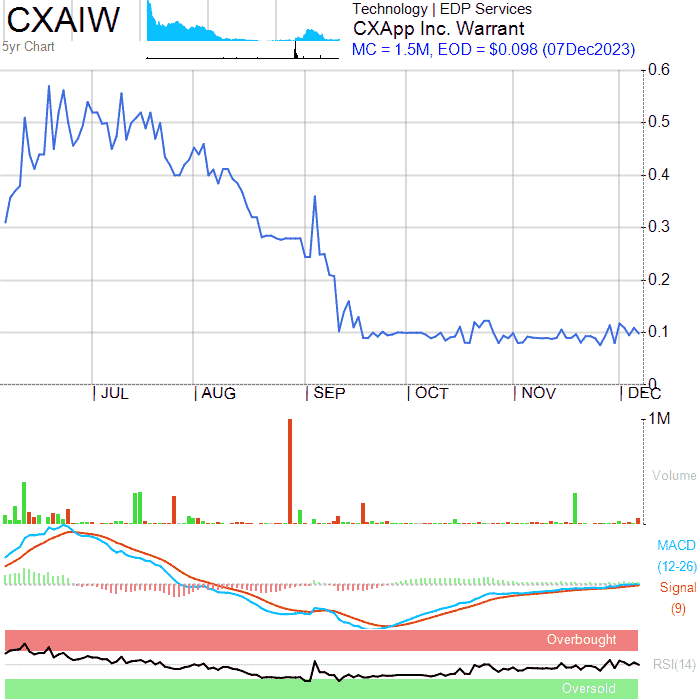 CXAIW
5yr Chart
Technology | EDP Services
CXApp Inc. Warrant
MC = 1.5M, EOD = $0.098 (07Dec2023)
0.6
0.5
0.4
0.3
0.2
0.1
0
JUL AUG SEP OCT NOV DEC
1M
Volume
MACD
(12-26)
Signal
(9)
Overbought
RSI(14)
Oversold